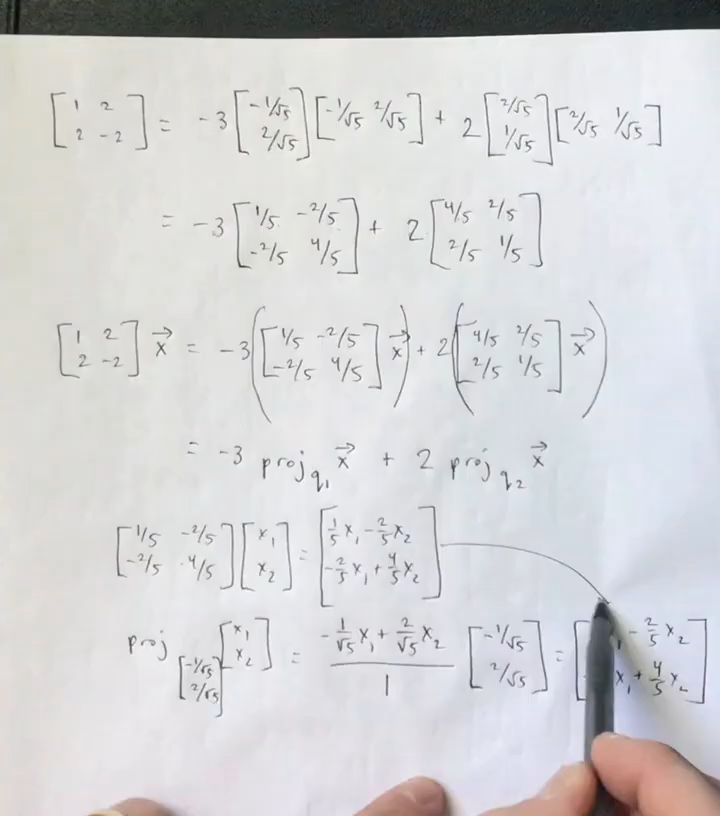 [1 2; 2 -2] = -3 [-1/√5; 2/√5] [-1/√5 2/√5] + 2 [2/√5; 1/√5] [2/√5 1/√5]
= -3 [1/5 -2/5; -2/5 4/5] + 2 [4/5 2/5; 2/5 1/5]
[1 2; 2 -2] x⃗ = -3 ([1/5 -2/5; -2/5 4/5] x⃗) + 2 ([4/5 2/5; 2/5 1/5] x⃗)
= -3 proj_q₁ x⃗ + 2 proj_q₂ x⃗
[1/5 -2/5; -2/5 4/5] [x₁; x₂] = [1/5 x₁ - 2/5 x₂; -2/5 x₁ + 4/5 x₂]
proj_[-1/√5; 2/√5] [x₁; x₂] = (-1/√5 x₁ + 2/√5 x₂)/1 [-1/√5; 2/√5] = [₁ - 2/5 x₂; x₁ + 4/5 x₂]